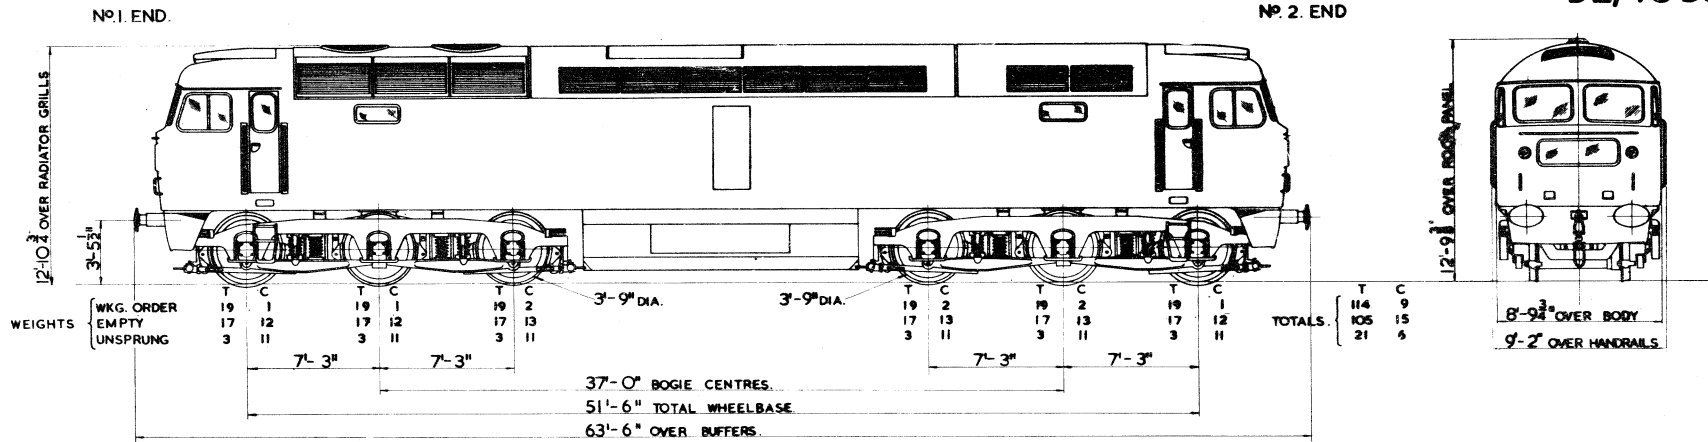 Nº.1. END.
Nº. 2. END
12'-10¾" OVER RADIATOR GRILLS
3'-5½"
12'-9⅞" OVER ROOF PANEL
T C T C T C T C T C T C T C
WEIGHTS
WKG. ORDER 19 1 19 1 19 2 19 2 19 2 19 1 114 9
EMPTY 17 12 17 12 17 13 17 13 17 13 17 12 TOTALS. 105 15
UNSPRUNG 3 11 3 11 3 11 3 11 3 11 3 11 21 6
3'-9" DIA.
3'-9" DIA.
8'-9¾" OVER BODY
9'-2" OVER HANDRAILS
7'-3" 7'-3" 7'-3" 7'-3"
37'-0" BOGIE CENTRES.
51'-6" TOTAL WHEELBASE
63'-6" OVER BUFFERS.